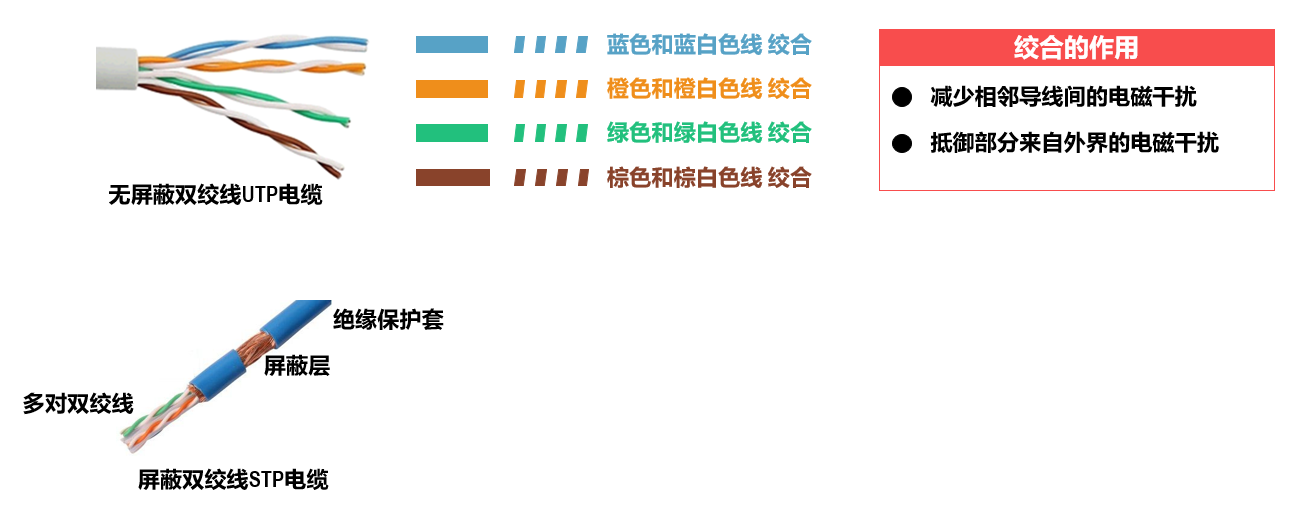 蓝色和蓝白色线 绞合
橙色和橙白色线 绞合
绿色和绿白色线 绞合
棕色和棕白色线 绞合
无屏蔽双绞线UTP电缆
绞合的作用
减少相邻导线间的电磁干扰
抵御部分来自外界的电磁干扰
绝缘保护套
屏蔽层
多对双绞线
屏蔽双绞线STP电缆